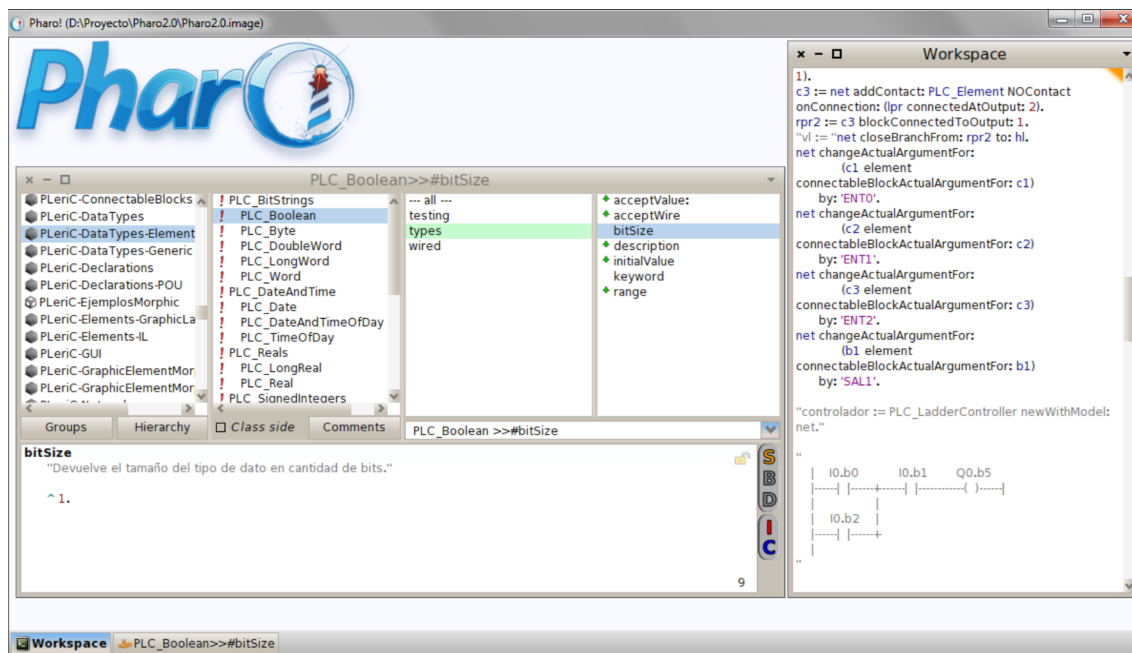 Pharo! (D:\Proyecto\Pharo2.0\Pharo2.0.image)
Pharo
PLC_Boolean>>#bitSize
PLeriC-ConnectableBlocks
PLeriC-DataTypes
PLeriC-DataTypes-Element
PLeriC-DataTypes-Generic
PLeriC-Declarations
PLeriC-Declarations-POU
PLeriC-EjemplosMorphic
PLeriC-Elements-GraphicLa
PLeriC-Elements-IL
PLeriC-GUI
PLeriC-GraphicElementMor
PLeriC-GraphicElementMor
! PLC_BitStrings
! PLC_Boolean
! PLC_Byte
! PLC_DoubleWord
! PLC_LongWord
! PLC_Word
! PLC_DateAndTime
! PLC_Date
! PLC_DateAndTimeOfDay
! PLC_TimeOfDay
! PLC_Reals
! PLC_LongReal
! PLC_Real
! PLC_SignedIntegers
--- all ---
testing
types
wired
acceptValue:
acceptWire
bitSize
description
initialValue
keyword
range
Groups
Hierarchy
Class side
Comments
PLC_Boolean >>#bitSize
bitSize
"Devuelve el tamaño del tipo de dato en cantidad de bits."
^ 1.
S
B
D
I
C
9
Workspace
1).
c3 := net addContact: PLC_Element NOContact
onConnection: (lpr connectedAtOutput: 2).
rpr2 := c3 blockConnectedToOutput: 1.
"vl := "net closeBranchFrom: rpr2 to: hl.
net changeActualArgumentFor:
(c1 element
connectableBlockActualArgumentFor: c1)
by: 'ENT0'.
net changeActualArgumentFor:
(c2 element
connectableBlockActualArgumentFor: c2)
by: 'ENT1'.
net changeActualArgumentFor:
(c3 element
connectableBlockActualArgumentFor: c3)
by: 'ENT2'.
net changeActualArgumentFor:
(b1 element
connectableBlockActualArgumentFor: b1)
by: 'SAL1'.
"controlador := PLC_LadderController newWithModel:
net."
"
| I0.b0 I0.b1 Q0.b5
|-----| |------+------| |-----------( )-----|
| |
| I0.b2 |
|-----| |------+
|
"
Workspace
PLC_Boolean>>#bitSize